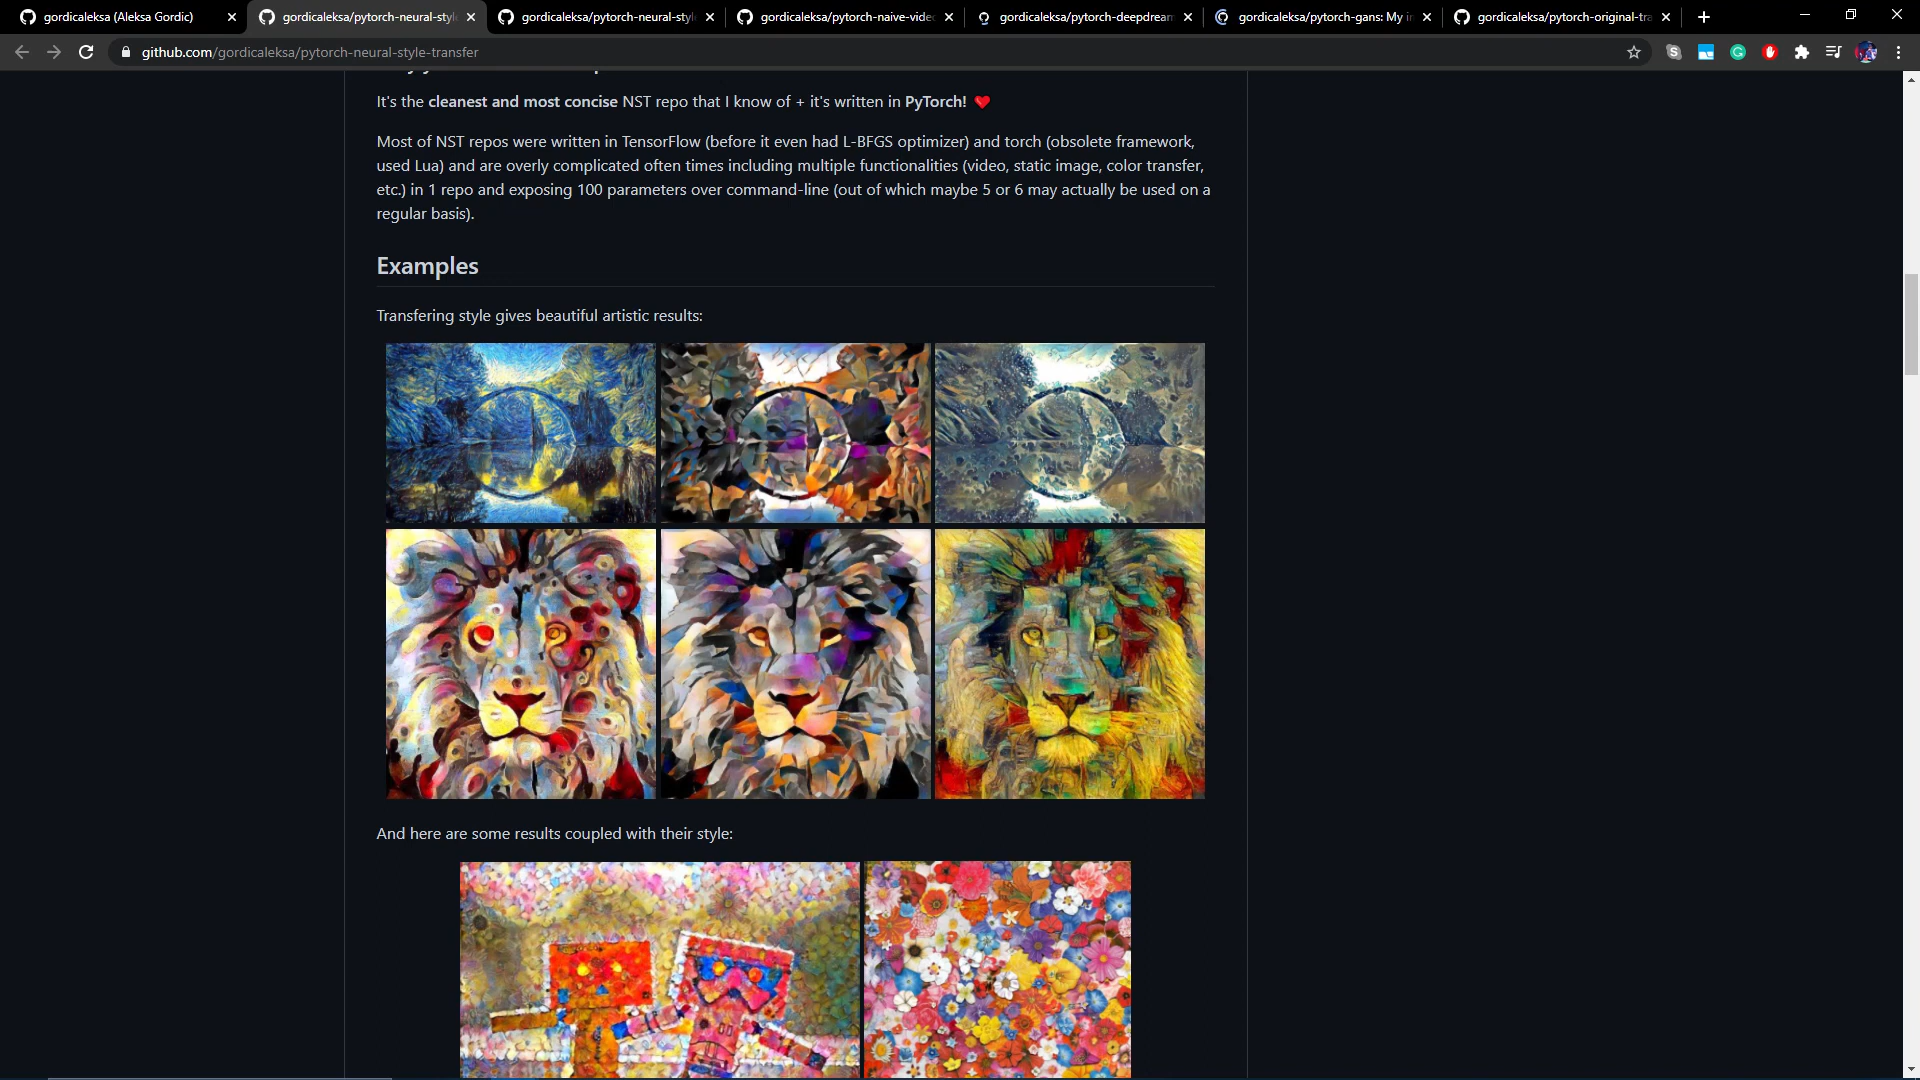 gordicaleksa (Aleksa Gordic)
gordicaleksa/pytorch-neural-style
gordicaleksa/pytorch-neural-style
gordicaleksa/pytorch-naive-video
gordicaleksa/pytorch-deepdream
gordicaleksa/pytorch-gans: My i
gordicaleksa/pytorch-original-tra
github.com/gordicaleksa/pytorch-neural-style-transfer
It's the cleanest and most concise NST repo that I know of + it's written in PyTorch! ❤️
Most of NST repos were written in TensorFlow (before it even had L-BFGS optimizer) and torch (obsolete framework,
used Lua) and are overly complicated often times including multiple functionalities (video, static image, color transfer,
etc.) in 1 repo and exposing 100 parameters over command-line (out of which maybe 5 or 6 may actually be used on a
regular basis).
Examples
Transfering style gives beautiful artistic results:
And here are some results coupled with their style: